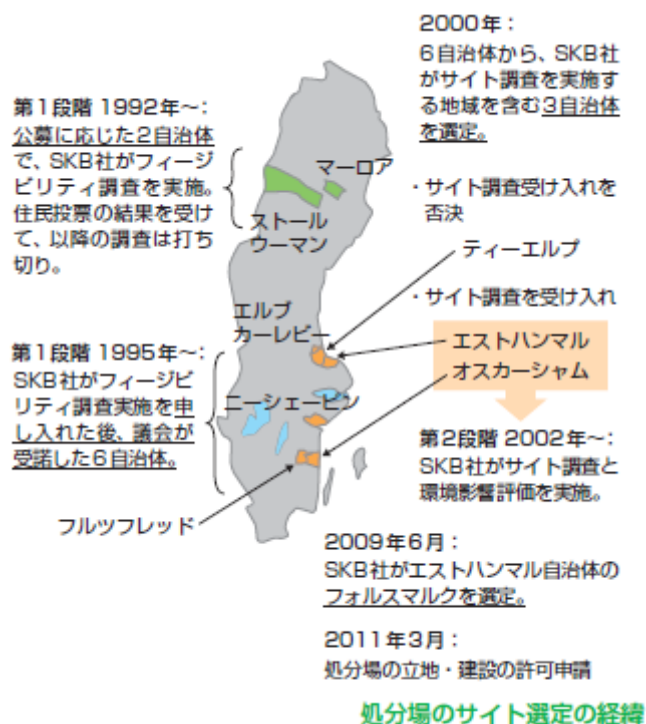 2000年：
6自治体から、SKB社
がサイト調査を実施す
る地域を含む3自治体
を選定。
第1段階 1992年～：
公募に応じた2自治体
で、SKB社がフィージ
ビリティ調査を実施。
住民投票の結果を受け
て、以降の調査は打ち
切り。
マーロア
ストール
ウーマン
・サイト調査受け入れを
否決
ティーエルプ
・サイト調査を受け入れ
エルブ
カーレビー
エストハンマル
オスカーシャム
第1段階 1995年～：
SKB社がフィージビ
リティ調査実施を申
し入れた後、議会が
受諾した6自治体。
ニーシェーピン
フルツフレッド
第2段階 2002年～：
SKB社がサイト調査と
環境影響評価を実施。
2009年6月：
SKB社がエストハンマル自治体の
フォルスマルクを選定。
2011年3月：
処分場の立地・建設の許可申請
処分場のサイト選定の経緯